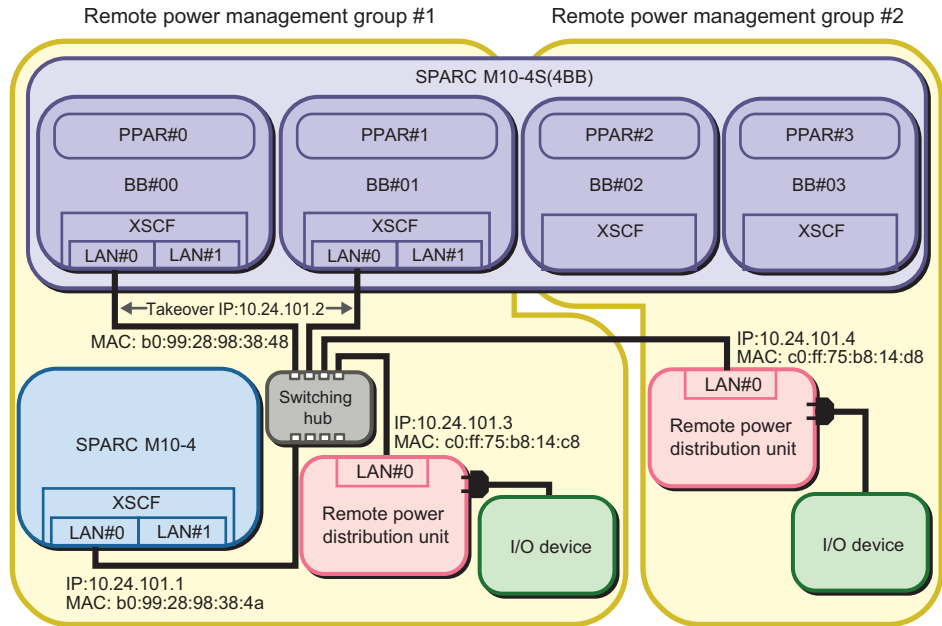 Remote power management group #1
Remote power management group #2
SPARC M10-4S(4BB)
PPAR#0
PPAR#1
PPAR#2
PPAR#3
BB#00
BB#01
BB#02
BB#03
XSCF
XSCF
XSCF
XSCF
LAN#0
LAN#1
LAN#0
LAN#1
Takeover IP:10.24.101.2
MAC: b0:99:28:98:38:48
IP:10.24.101.4
MAC: c0:ff:75:b8:14:d8
Switching
hub
LAN#0
Remote power
distribution unit
IP:10.24.101.3
MAC: c0:ff:75:b8:14:c8
SPARC M10-4
XSCF
LAN#0
LAN#1
LAN#0
Remote power
distribution unit
I/O device
I/O device
IP:10.24.101.1
MAC: b0:99:28:98:38:4a